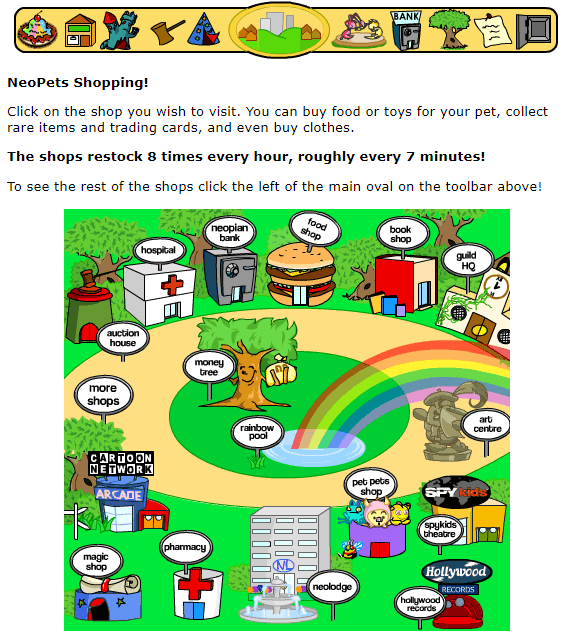 BANK
NeoPets Shopping!
Click on the shop you wish to visit. You can buy food or toys for your pet, collect
rare items and trading cards, and even buy clothes.
The shops restock 8 times every hour, roughly every 7 minutes!
To see the rest of the shops click the left of the main oval on the toolbar above!
hospital
neopian
bank
food
shop
book
shop
guild
HQ
auction
house
money
tree
more
shops
rainbow
pool
art
centre
CARTOON
NETWORK
ARCADE
pet pets
shop
SPY kids
spykids
theatre
magic
shop
pharmacy
NL
neolodge
Hollywood
RECORDS
hollywood
records